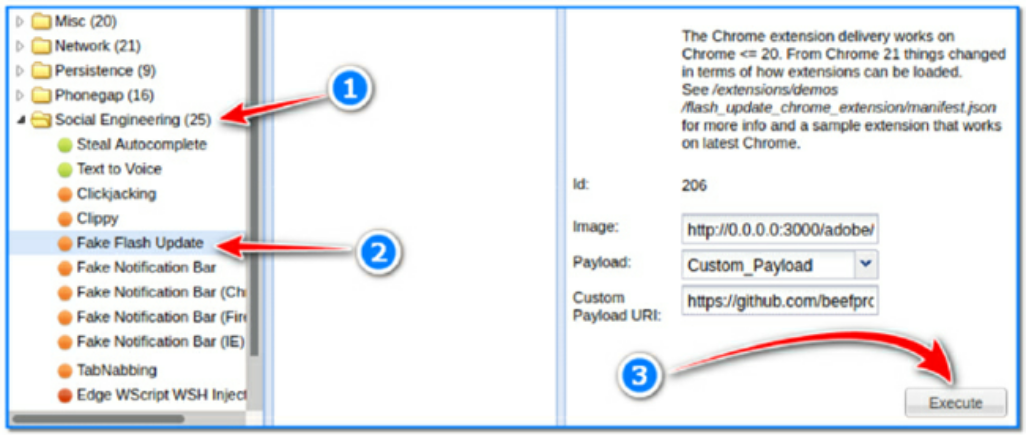 Misc (20)
Network (21)
Persistence (9)
Phonegap (16)
Social Engineering (25)
Steal Autocomplete
Text to Voice
Clickjacking
Clippy
Fake Flash Update
Fake Notification Bar
Fake Notification Bar (Ch
Fake Notification Bar (Fire
Fake Notification Bar (IE)
TabNabbing
Edge WScript WSH Inject
1
2
The Chrome extension delivery works on
Chrome <= 20. From Chrome 21 things changed
in terms of how extensions can be loaded.
See /extensions/demos
/flash_update_chrome_extension/manifest.json
for more info and a sample extension that works
on latest Chrome.
Id: 206
Image: http://0.0.0.0:3000/adobe/
Payload: Custom_Payload
Custom
Payload URI: https://github.com/beefprc
3
Execute